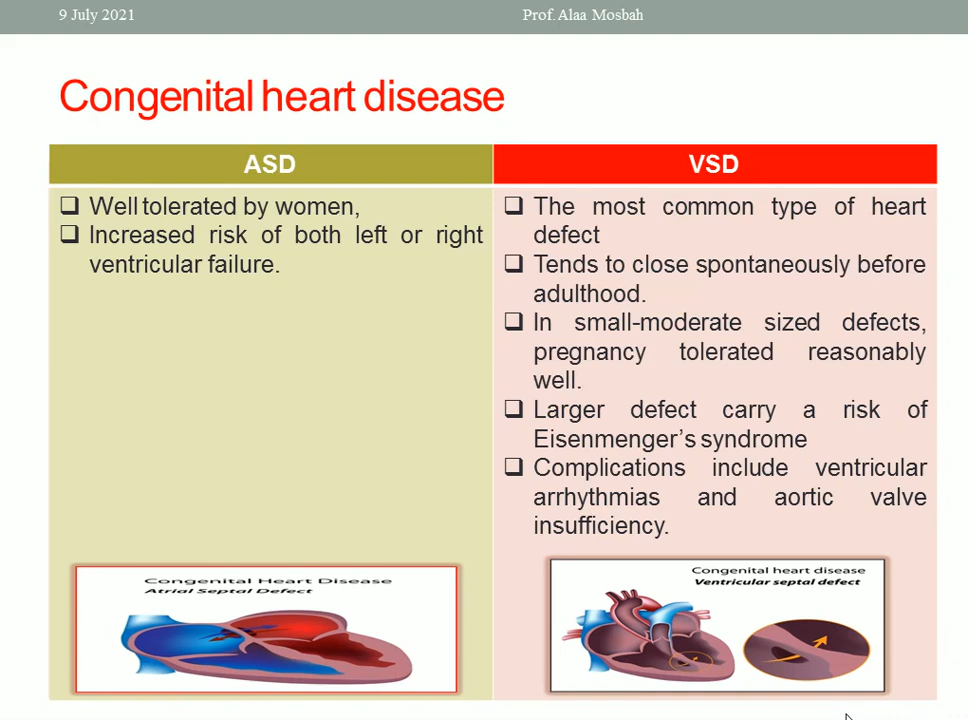 9 July 2021
Prof. Alaa Mosbah
Congenital heart disease
ASD
VSD
❑ Well tolerated by women,
❑ Increased risk of both left or right
ventricular failure.
❑ The most common type of heart
defect
❑ Tends to close spontaneously before
adulthood.
❑ In small-moderate sized defects,
pregnancy tolerated reasonably
well.
❑ Larger defect carry a risk of
Eisenmenger's syndrome
❑ Complications include ventricular
arrhythmias and aortic valve
insufficiency.
Congenital Heart Disease
Atrial Septal Defect
Congenital heart disease
Ventricular septal defect